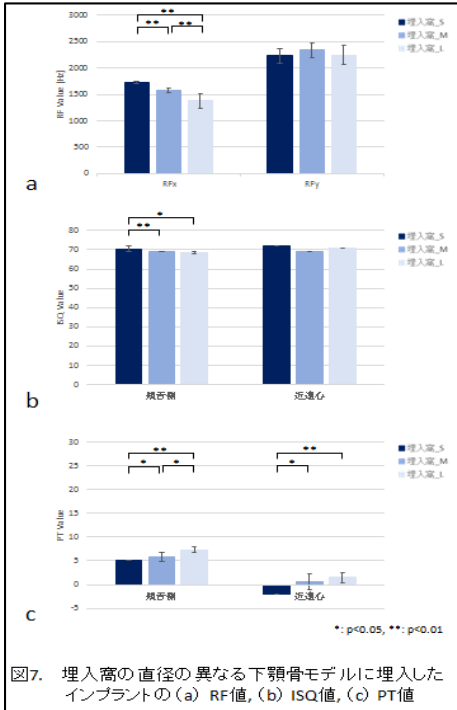 ** **
**
3000
2500
2000
1500
1000
500
0
RF Value [Hz]
RFx RFy
埋入窩_S
埋入窩_M
埋入窩_L
a
*
**
80
70
60
50
40
30
20
10
0
ISQ Value
頬舌側 近遠心
埋入窩_S
埋入窩_M
埋入窩_L
b
** **
* * *
30
25
20
15
10
5
0
-5
PT Value
頬舌側 近遠心
埋入窩_S
埋入窩_M
埋入窩_L
c
*: p<0.05, **: p<0.01
図7. 埋入窩の直径の異なる下顎骨モデルに埋入した
インプラントの(a) RF値, (b) ISQ値, (c) PT値